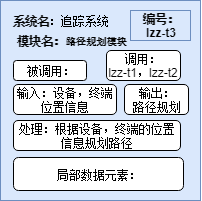 系统名：追踪系统
编号：
lzz-t3
模块名：路径规划模块
被调用：
调用：
lzz-t1，lzz-t2
输入：设备，终端
位置信息
输出：
路径规划
处理：根据设备，终端的位置
信息规划路径
局部数据元素：